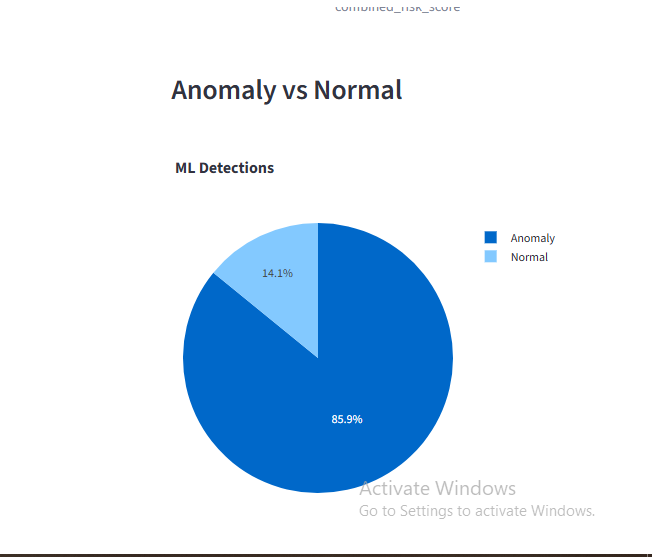 combined_risk_score
Anomaly vs Normal
ML Detections
Anomaly
Normal
14.1%
85.9%
Activate Windows
Go to Settings to activate Windows.